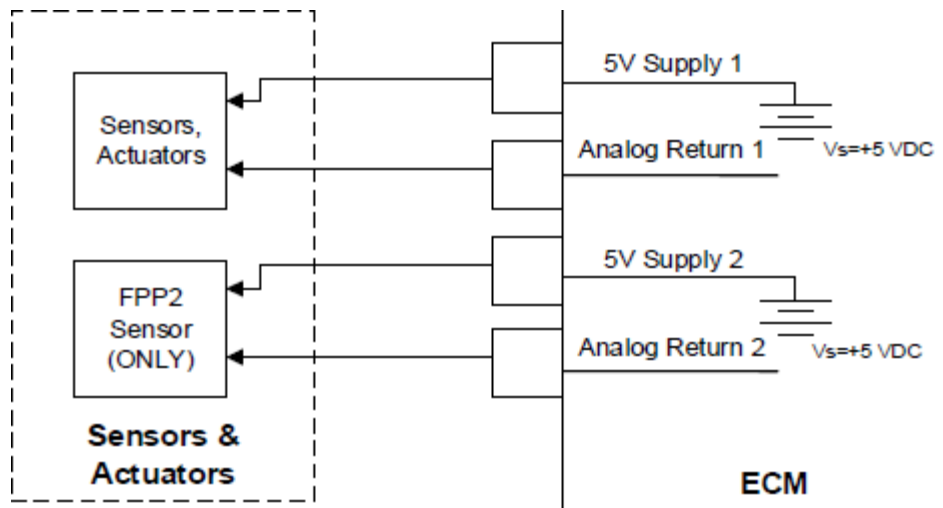 5V Supply 1
Sensors,
Actuators
Analog Return 1
Vs=+5 VDC
5V Supply 2
FPP2
Sensor
(ONLY)
Analog Return 2
Vs=+5 VDC
Sensors &
Actuators
ECM